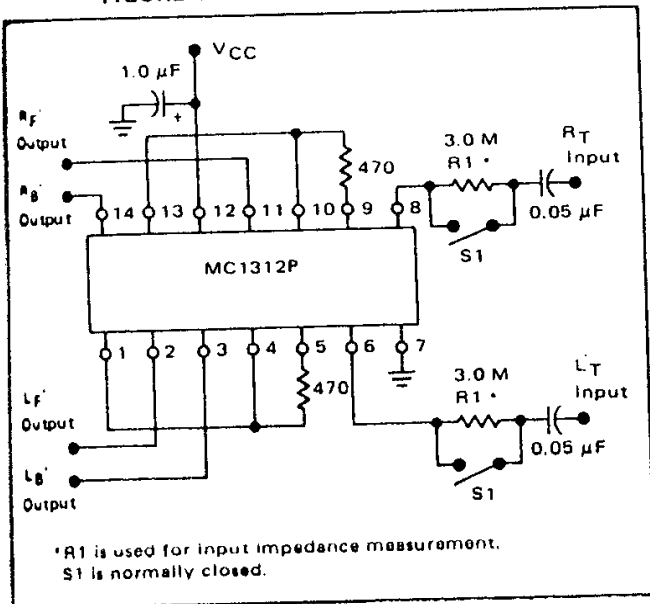 VCC
1.0 µF
+
RF' Output
RB' Output
470
3.0 M
R1 *
RT Input
0.05 µF
S1
14 13 12 11 10 9 8
MC1312P
1 2 3 4 5 6 7
470
3.0 M
R1 *
LT Input
0.05 µF
S1
LF' Output
LB' Output
*R1 is used for input impedance measurement.
S1 is normally closed.